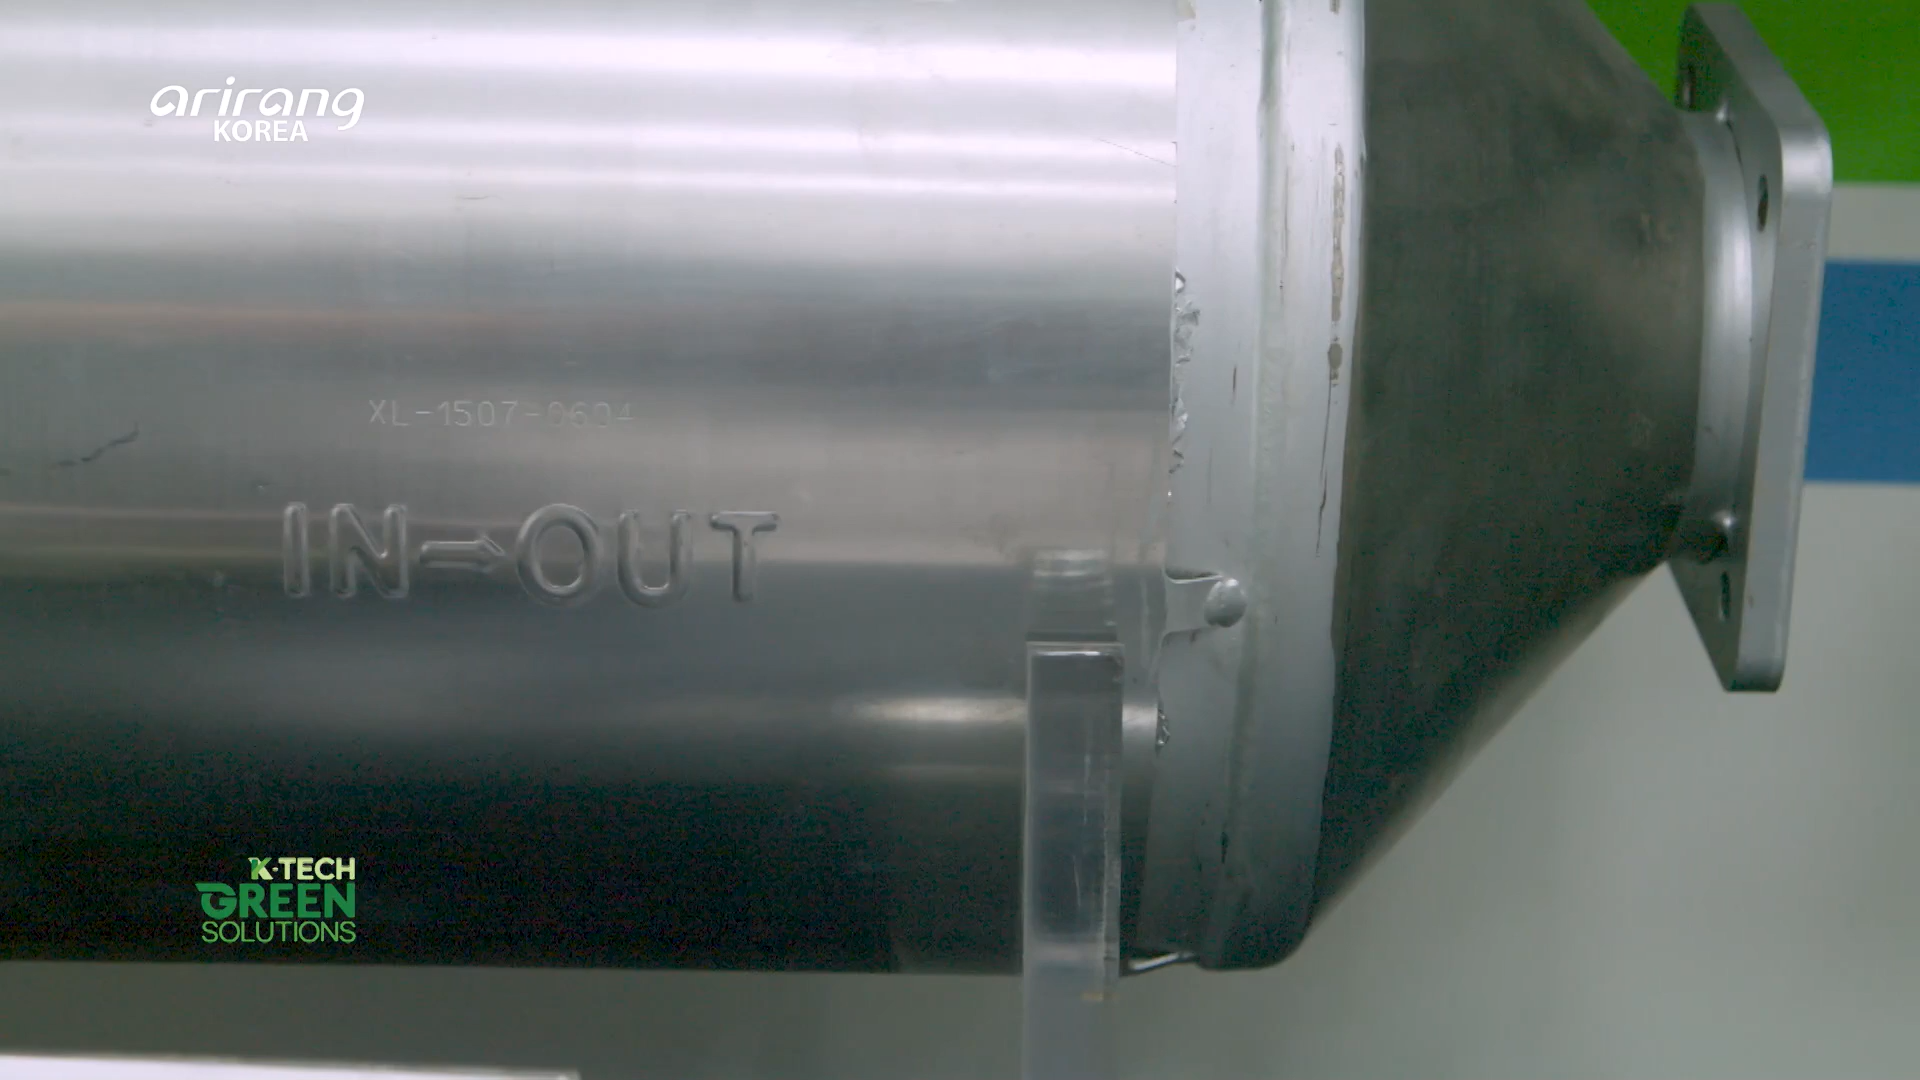 arirang
KOREA
XL-1507-0604
IN→OUT
K-TECH
GREEN
SOLUTIONS